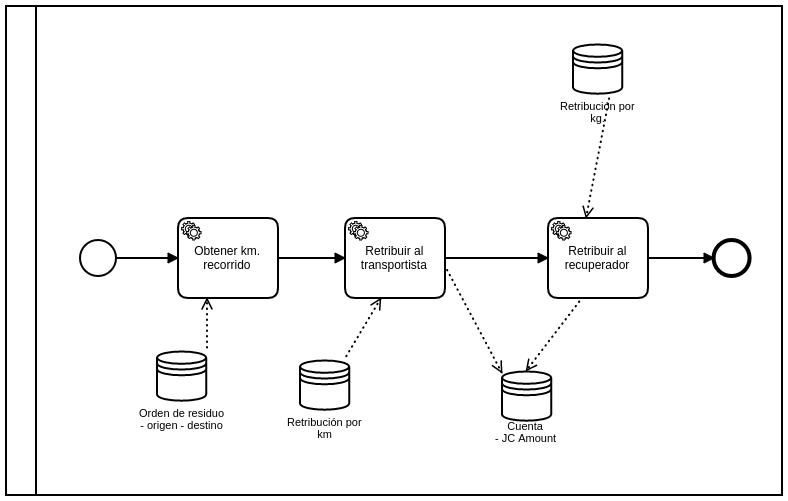 Retribución por
kg.
Obtener km.
recorrido
Retribuir al
transportista
Retribuir al
recuperador
Orden de residuo
- origen - destino
Retribución por
km
Cuenta
- JC Amount